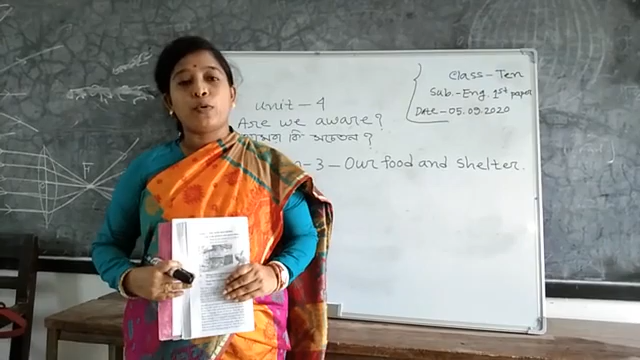 Unit - 4
Are we aware?
কি সচেতন ?
- 3 - Our food and shelter.
Class - Ten
Sub. - Eng. 1st paper
Date - 05.09.2020